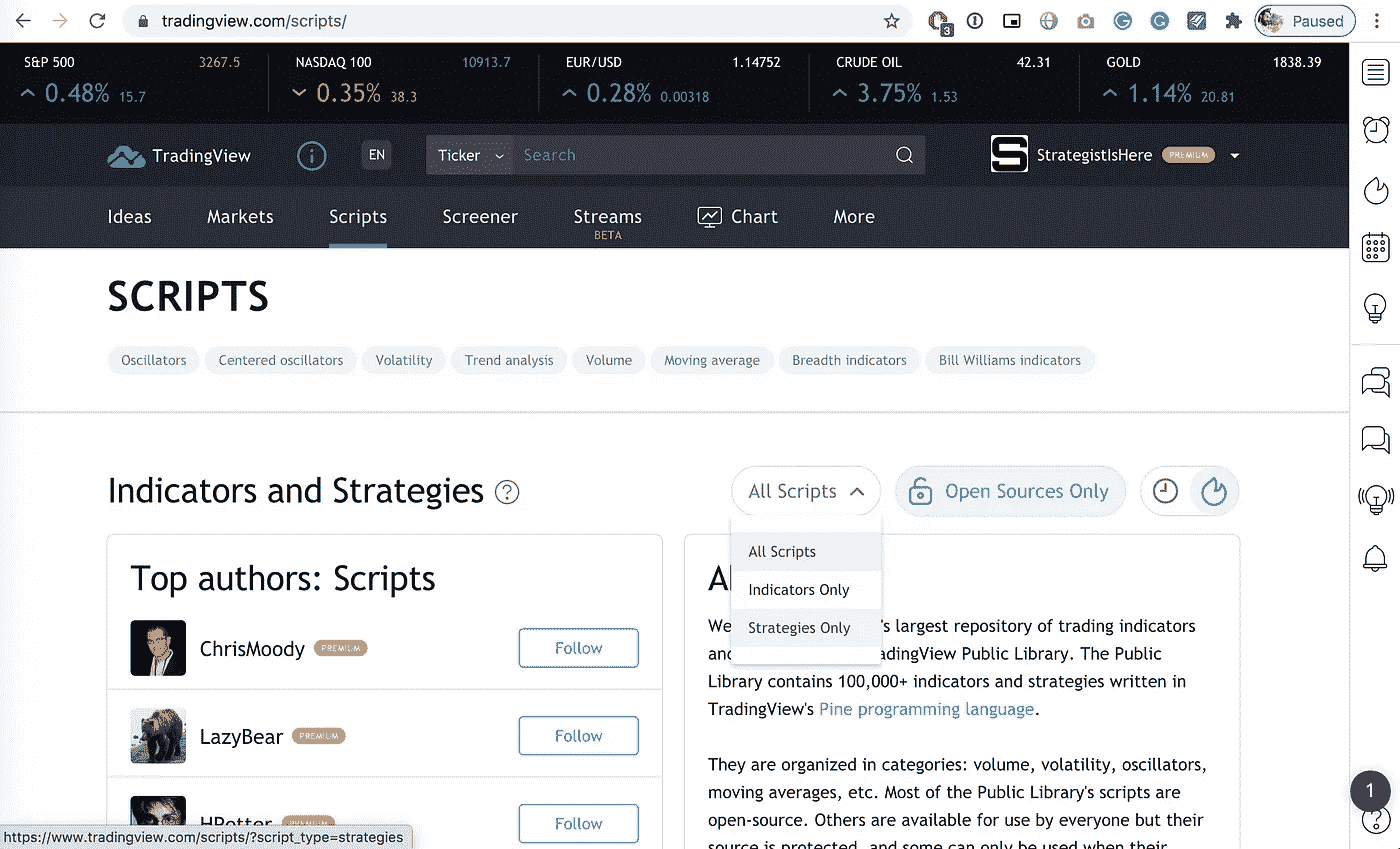 tradingview.com/scripts/
3
Paused
S&P 500 3267.5
0.48% 15.7
NASDAQ 100 10913.7
0.35% 38.3
EUR/USD 1.14752
0.28% 0.00318
CRUDE OIL 42.31
3.75% 1.53
GOLD 1838.39
1.14% 20.81
TradingView
EN
Ticker
Search
StrategistIsHere PREMIUM
Ideas
Markets
Scripts
Screener
Streams
BETA
Chart
More
SCRIPTS
Oscillators
Centered oscillators
Volatility
Trend analysis
Volume
Moving average
Breadth indicators
Bill Williams indicators
Indicators and Strategies ?
All Scripts
Open Sources Only
All Scripts
Indicators Only
Strategies Only
Top authors: Scripts
ChrisMoody PREMIUM
Follow
LazyBear PREMIUM
Follow
HPotter PREMIUM
Follow
We 's largest repository of trading indicators
and adingView Public Library. The Public
Library contains 100,000+ indicators and strategies written in
TradingView's Pine programming language.
They are organized in categories: volume, volatility, oscillators,
moving averages, etc. Most of the Public Library's scripts are
open-source. Others are available for use by everyone but their
source is protected, and some can only be used when their
1
?
https://www.tradingview.com/scripts/?script_type=strategies